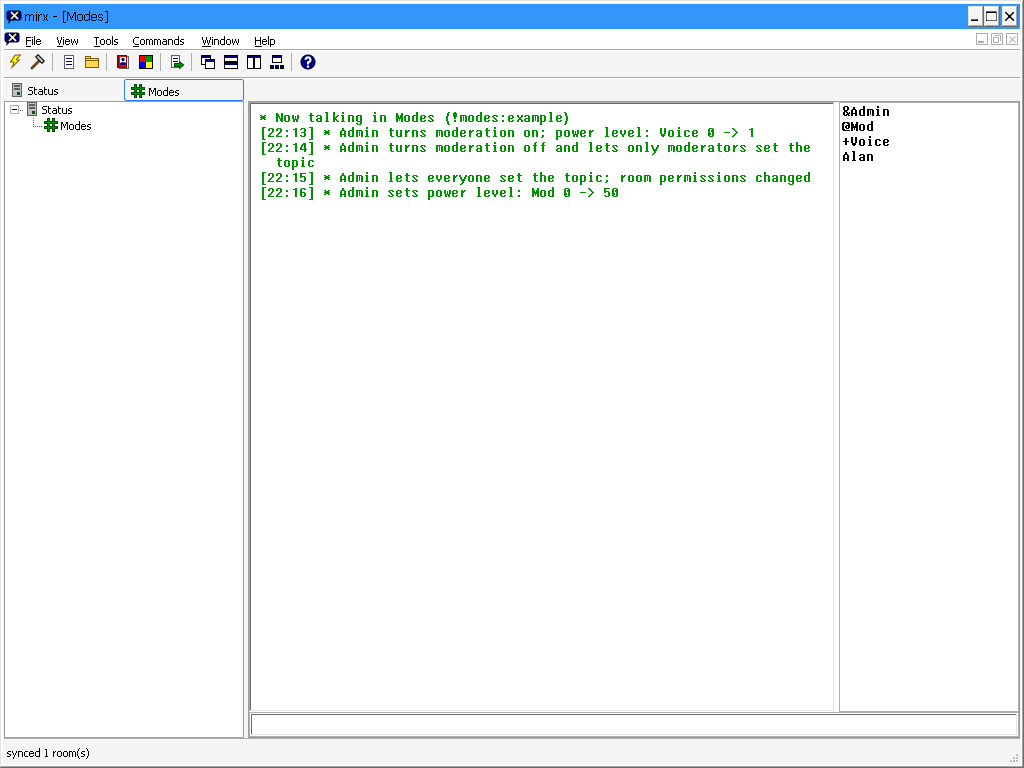 mirx - [Modes]
File View Tools Commands Window Help
Status Modes
Status
Modes
* Now talking in Modes (!modes:example)
[22:13] * Admin turns moderation on; power level: Voice 0 -> 1
[22:14] * Admin turns moderation off and lets only moderators set the
topic
[22:15] * Admin lets everyone set the topic; room permissions changed
[22:16] * Admin sets power level: Mod 0 -> 50
&Admin
@Mod
+Voice
Alan
synced 1 room(s)